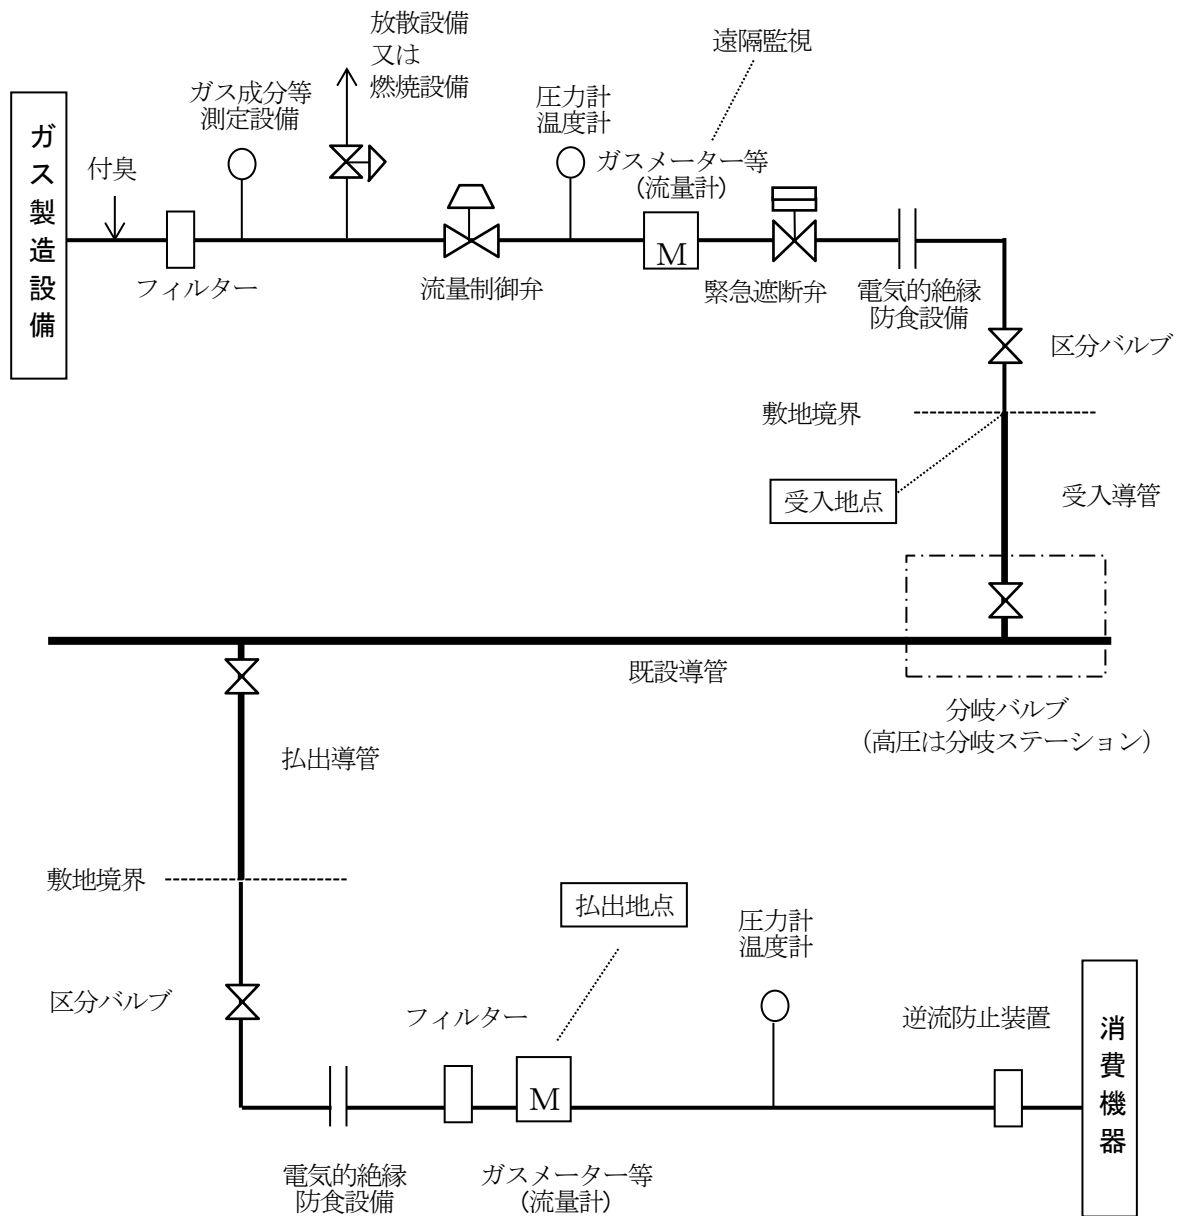 放散設備
又は
燃焼設備
遠隔監視
ガス成分等
測定設備
圧力計
温度計
ガス製造設備
付臭
ガスメーター等
(流量計)
M
フィルター
流量制御弁
緊急遮断弁
電気的絶縁
防食設備
区分バルブ
敷地境界
受入地点
受入導管
既設導管
分岐バルブ
(高圧は分岐ステーション)
払出導管
敷地境界
払出地点
圧力計
温度計
区分バルブ
フィルター
逆流防止装置
消費機器
M
電気的絶縁
防食設備
ガスメーター等
(流量計)